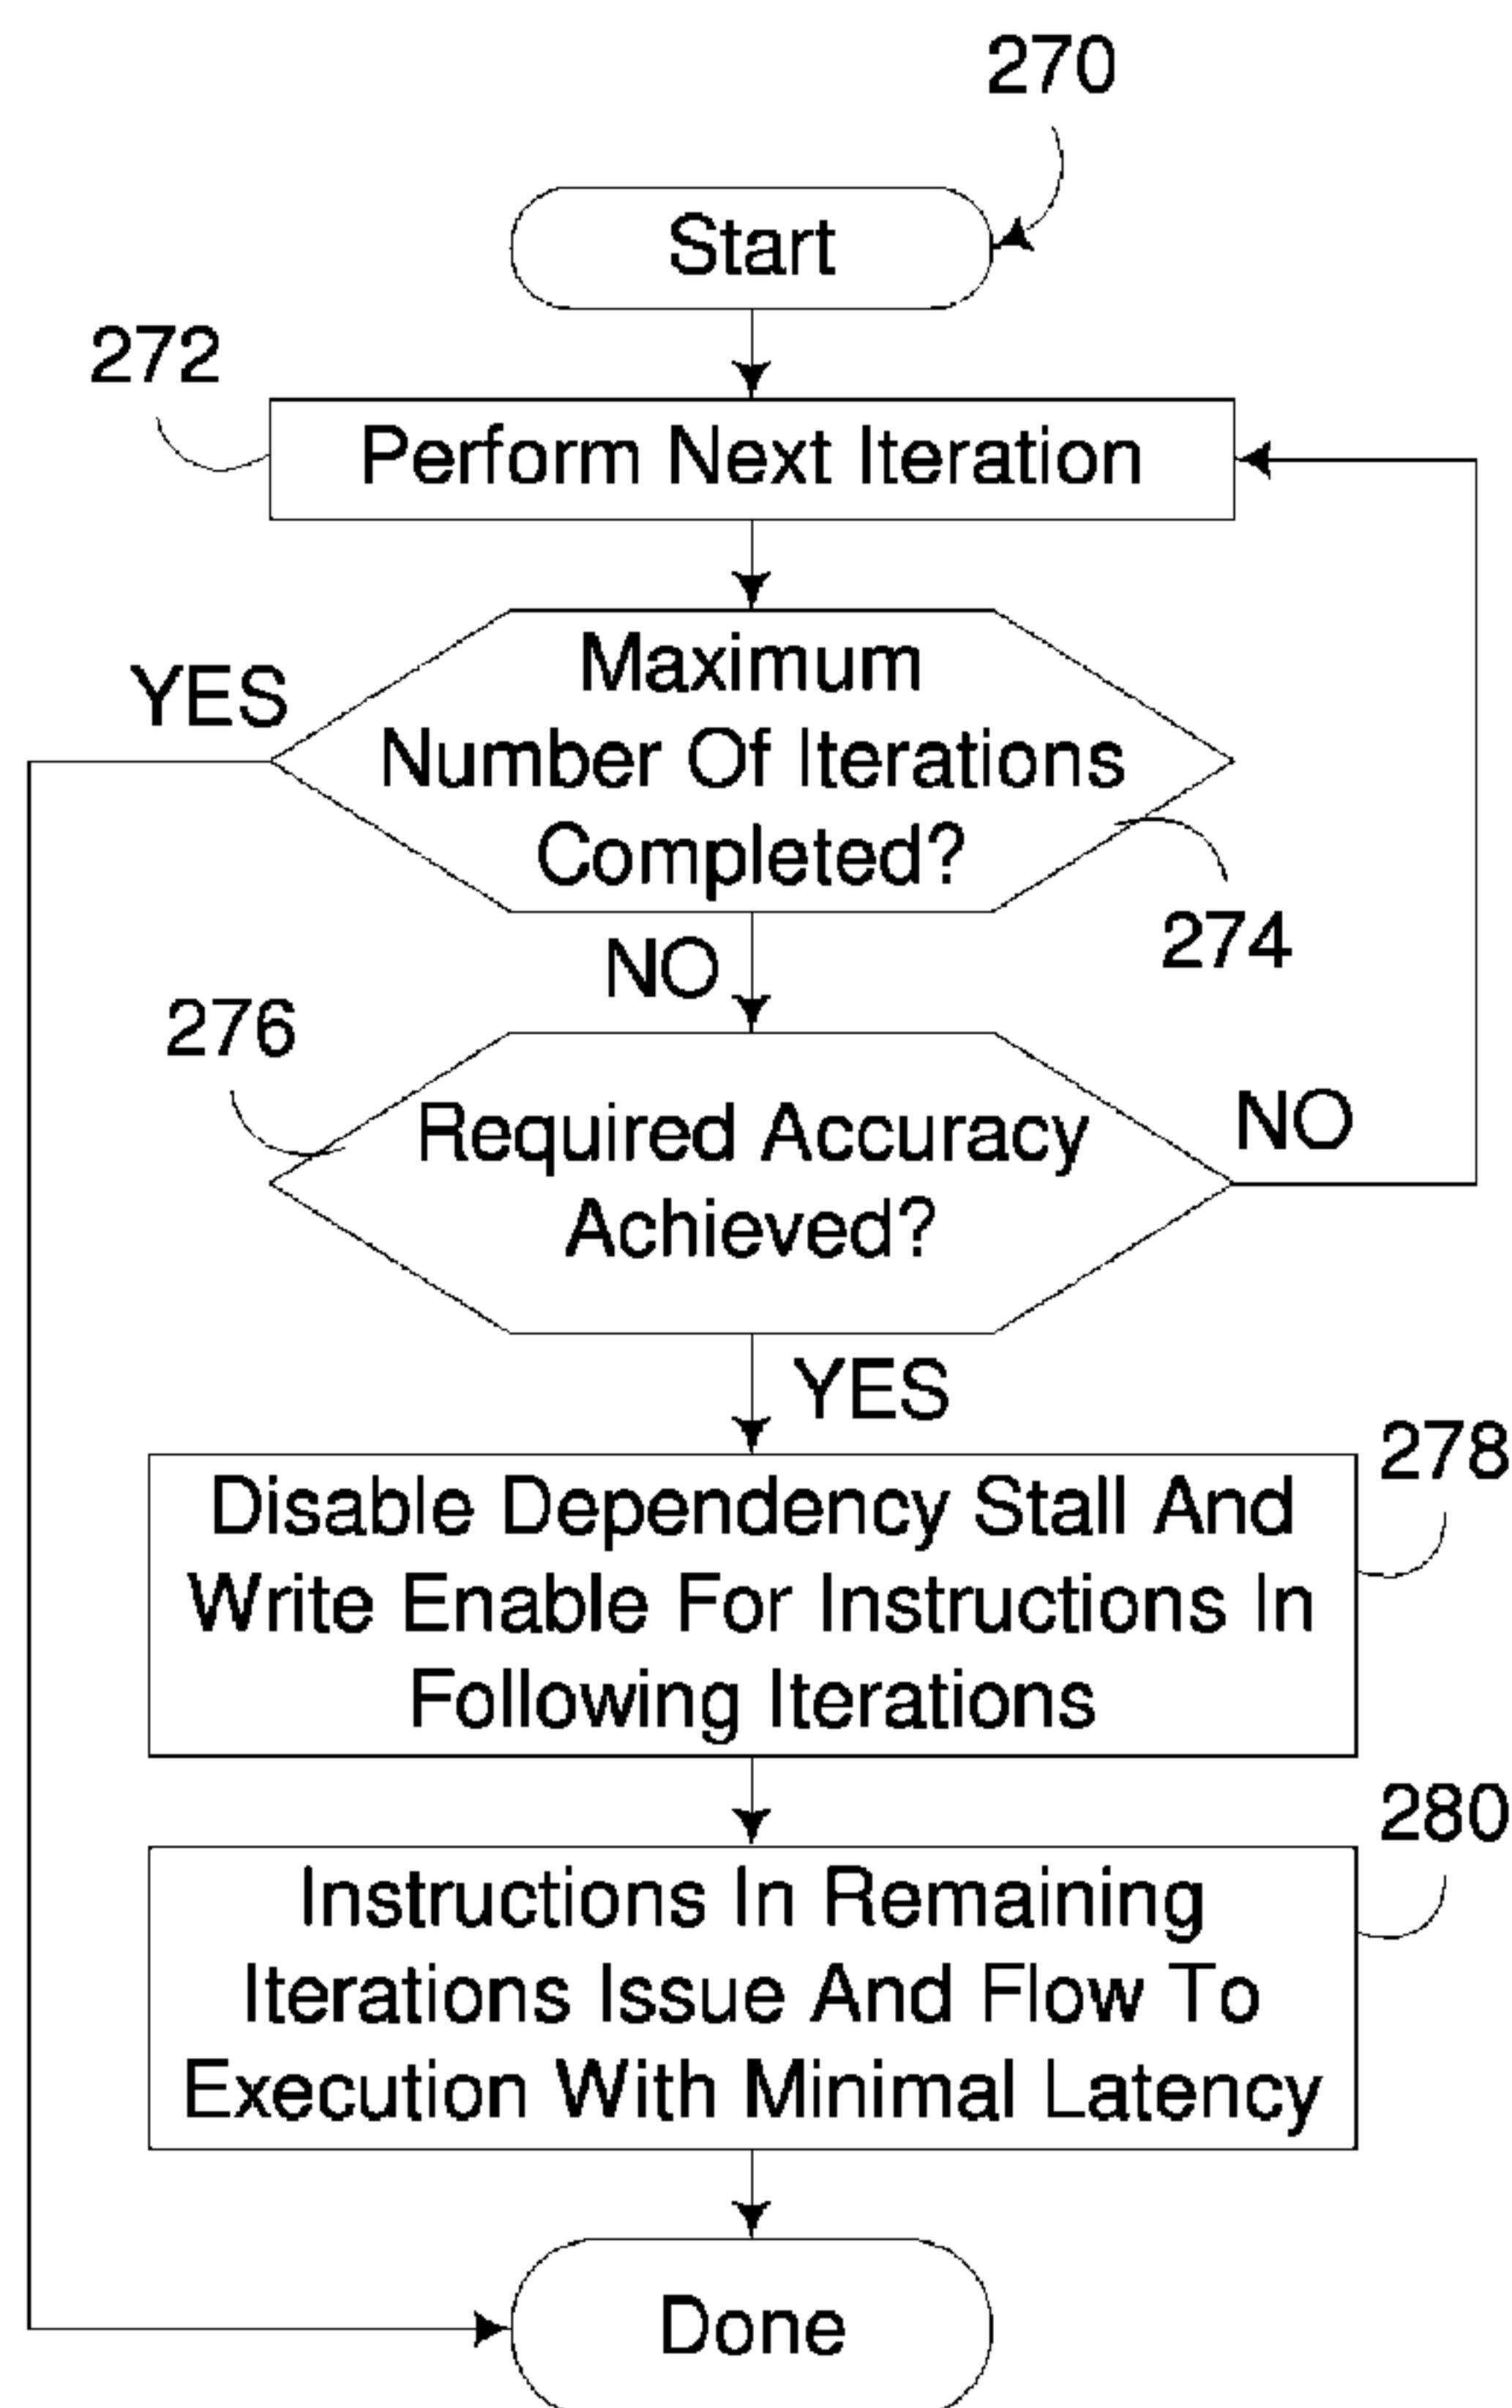 270
Start
272
Perform Next Iteration
YES
Maximum
Number Of Iterations
Completed?
274
NO
276
Required Accuracy
Achieved?
NO
YES
278
Disable Dependency Stall And
Write Enable For Instructions In
Following Iterations
280
Instructions In Remaining
Iterations Issue And Flow To
Execution With Minimal Latency
Done